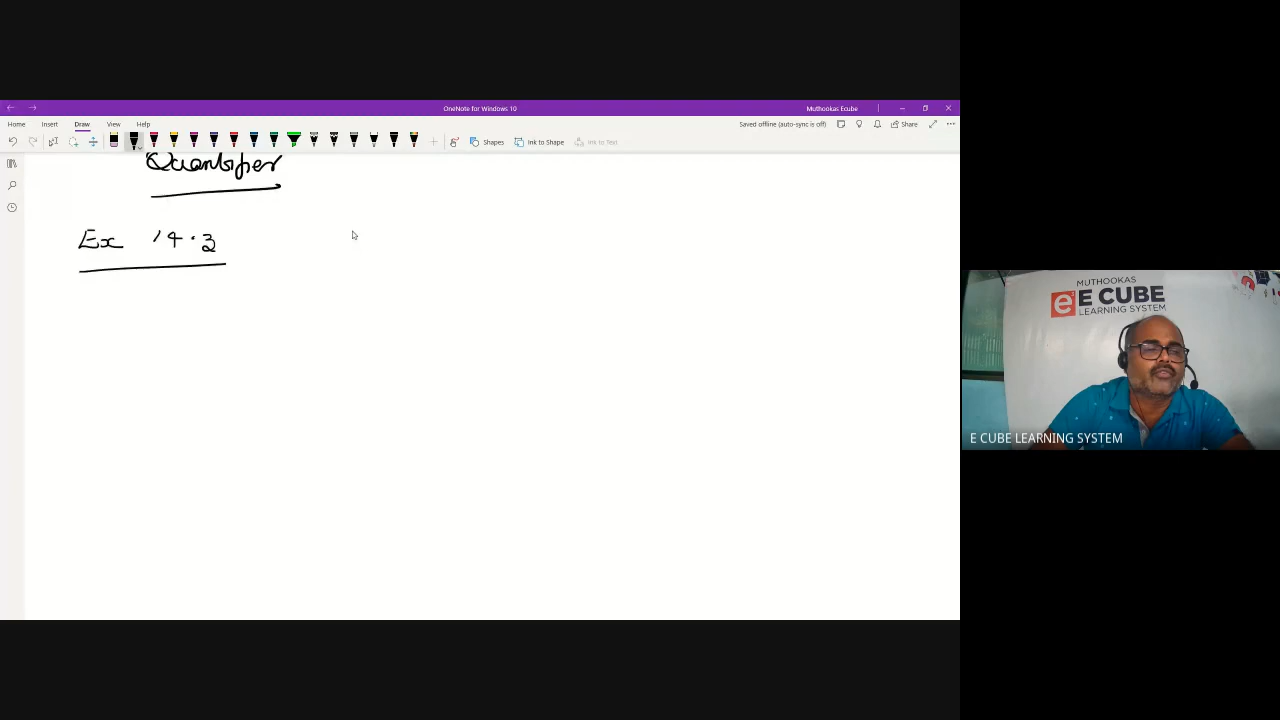 OneNote for Windows 10
Muthookas Ecube
Home Insert Draw View Help
Saved offline (auto-sync is off)
Share
Shapes
Ink to Shape
Ink to Text
Quantifier
Ex 14.3
MUTHOOKAS
e E CUBE
LEARNING SYSTEM
E CUBE LEARNING SYSTEM